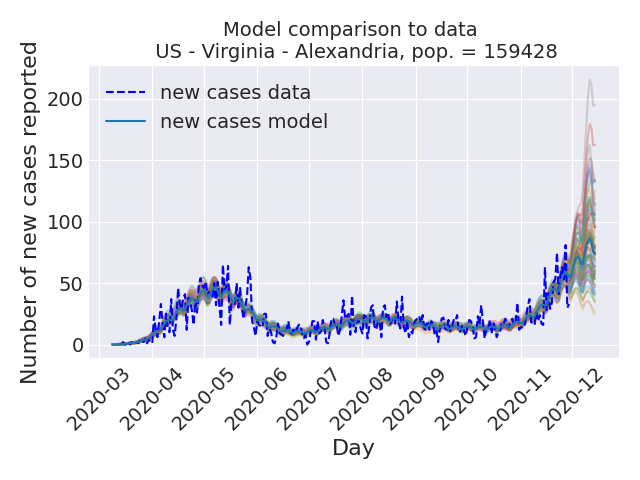 Model comparison to data
US - Virginia - Alexandria, pop. = 159428
Number of new cases reported
200
150
100
50
0
new cases data
new cases model
2020-03
2020-04
2020-05
2020-06
2020-07
2020-08
2020-09
2020-10
2020-11
2020-12
Day